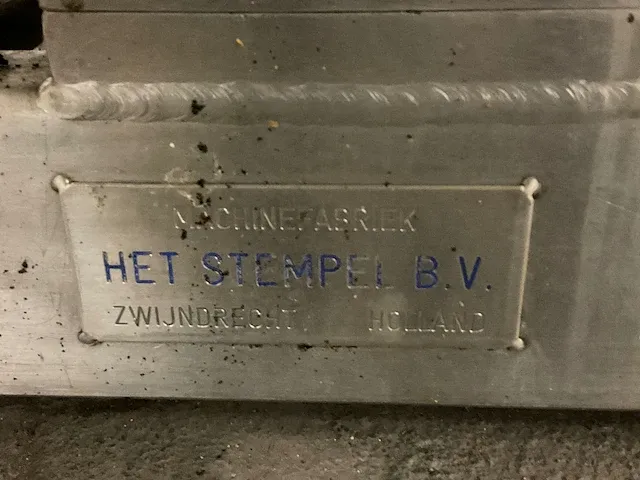 MACHINEFABRIEK
HET STEMPEL B.V.
ZWIJNDRECHT HOLLAND